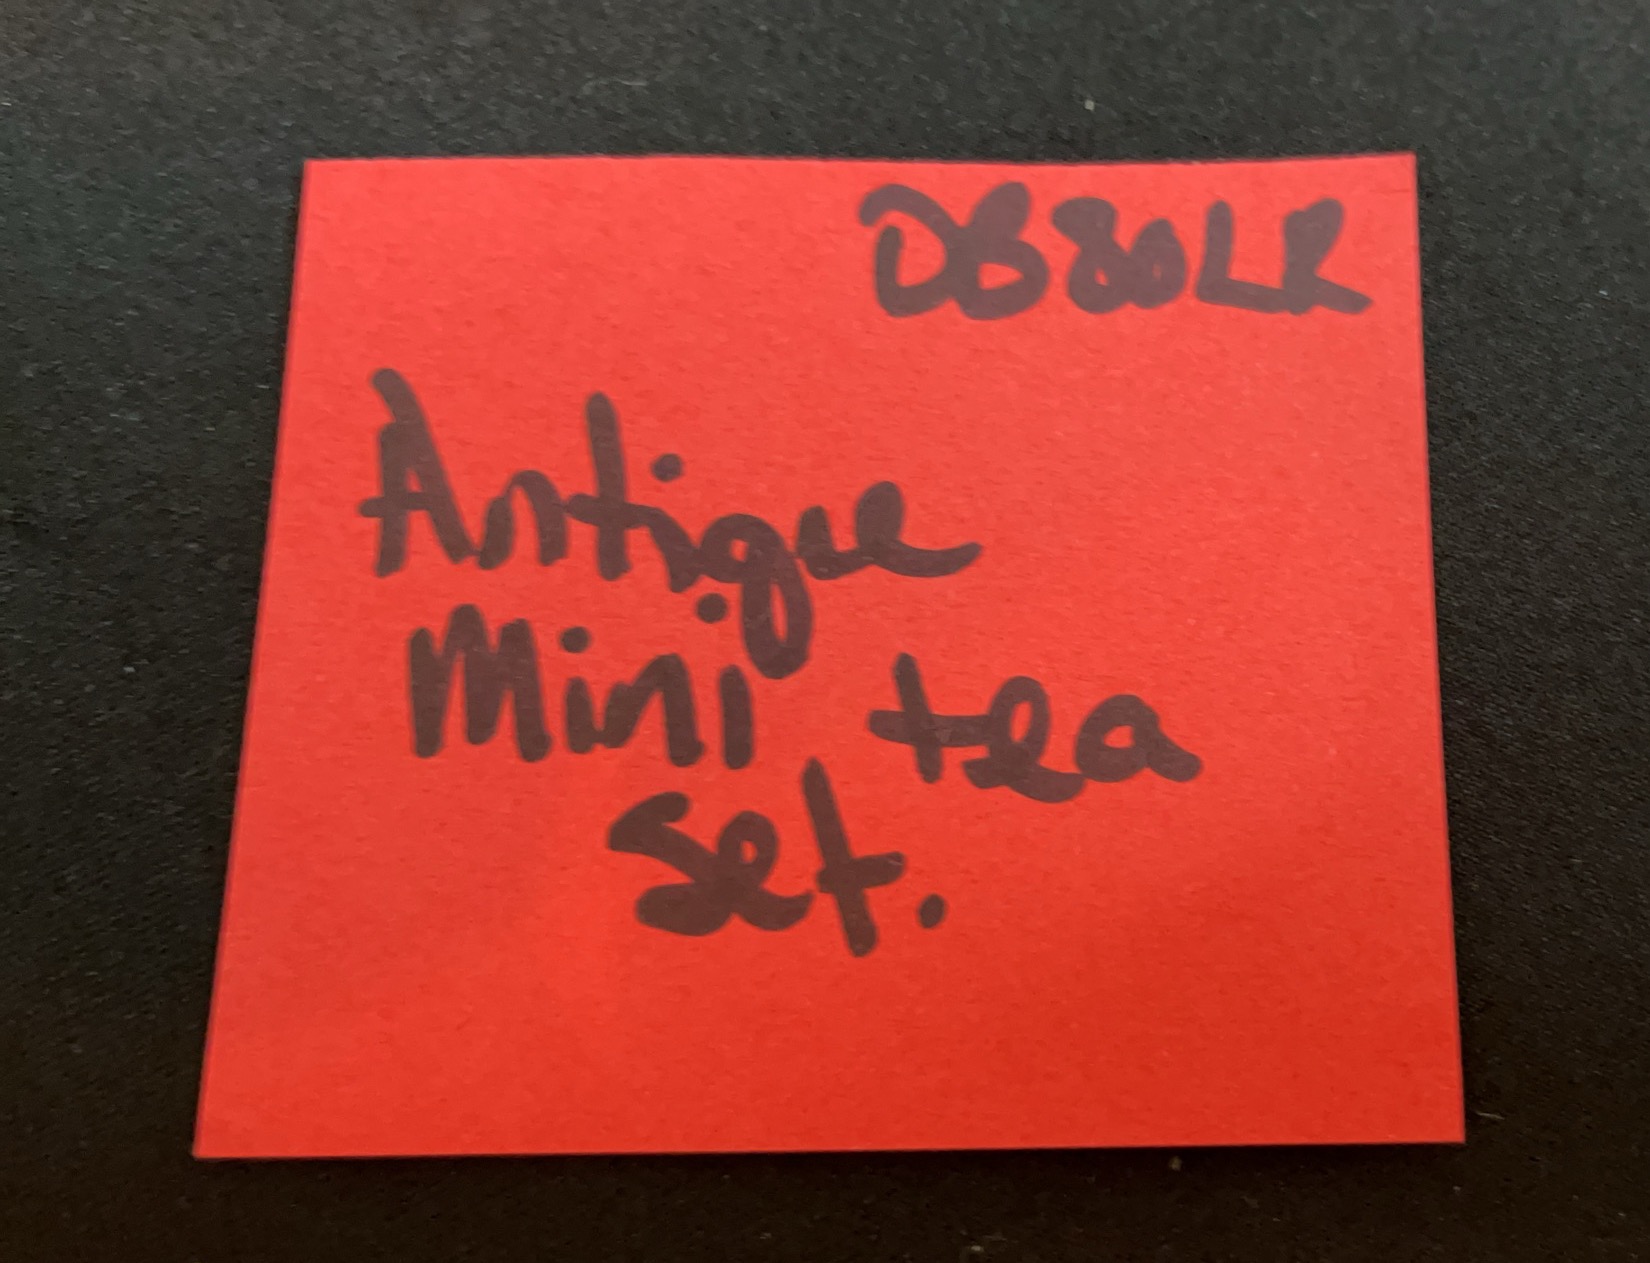 DB80LR
Antique
Mini tea
set.